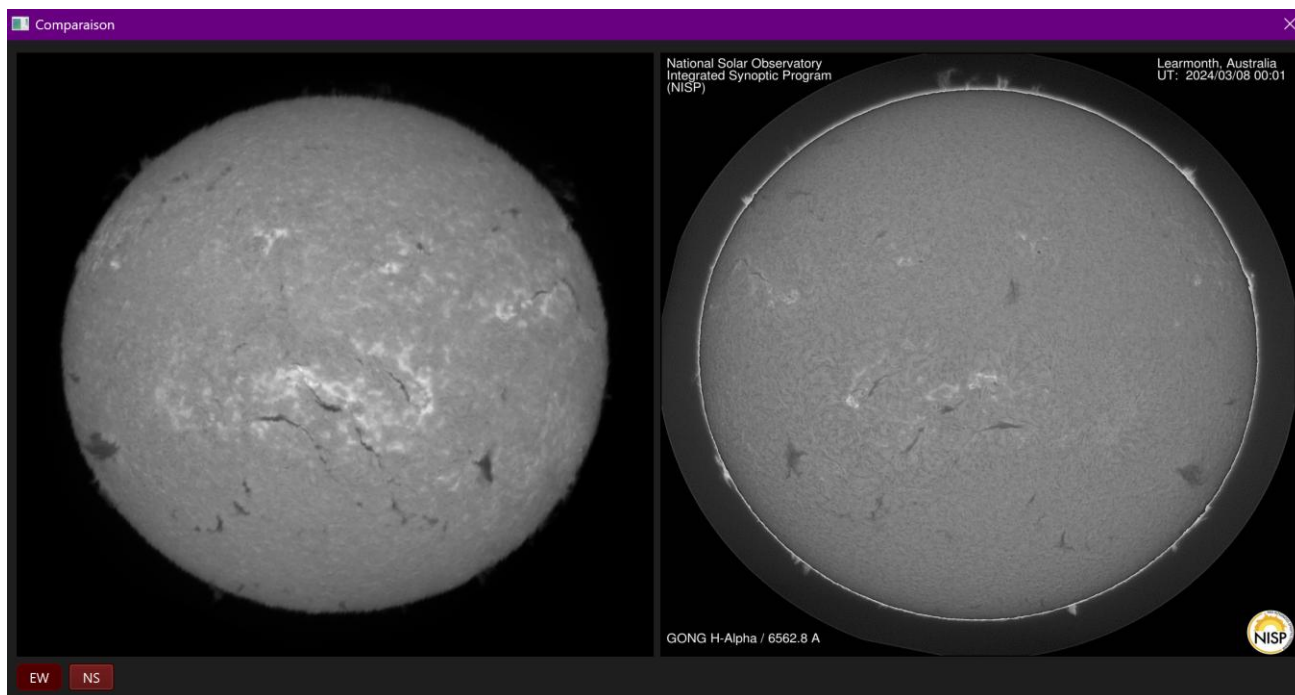 Comparaison
National Solar Observatory
Integrated Synoptic Program
(NISP)
Learmonth, Australia
UT: 2024/03/08 00:01
GONG H-Alpha / 6562.8 A
NISP
EW
NS